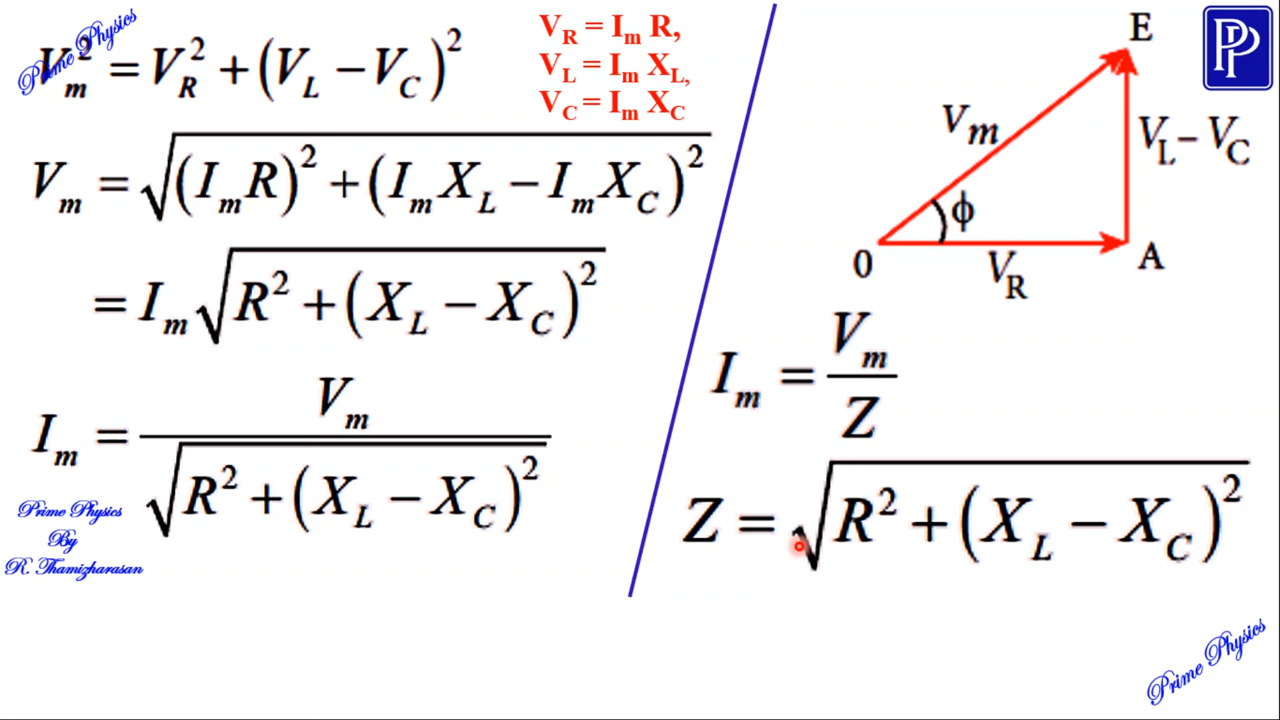 Prime Physics
V_m^2 = V_R^2 + (V_L − V_C)^2
V_m = √((I_m R)^2 + (I_m X_L − I_m X_C)^2)
= I_m √(R^2 + (X_L − X_C)^2)
I_m = V_m / √(R^2 + (X_L − X_C)^2)
Prime Physics
By
R. Thamizharasan
V_R = I_m R,
V_L = I_m X_L,
V_C = I_m X_C
PP
E
V_m
V_L − V_C
ϕ
0
V_R
A
I_m = V_m / Z
Z = √(R^2 + (X_L − X_C)^2)
Prime Physics